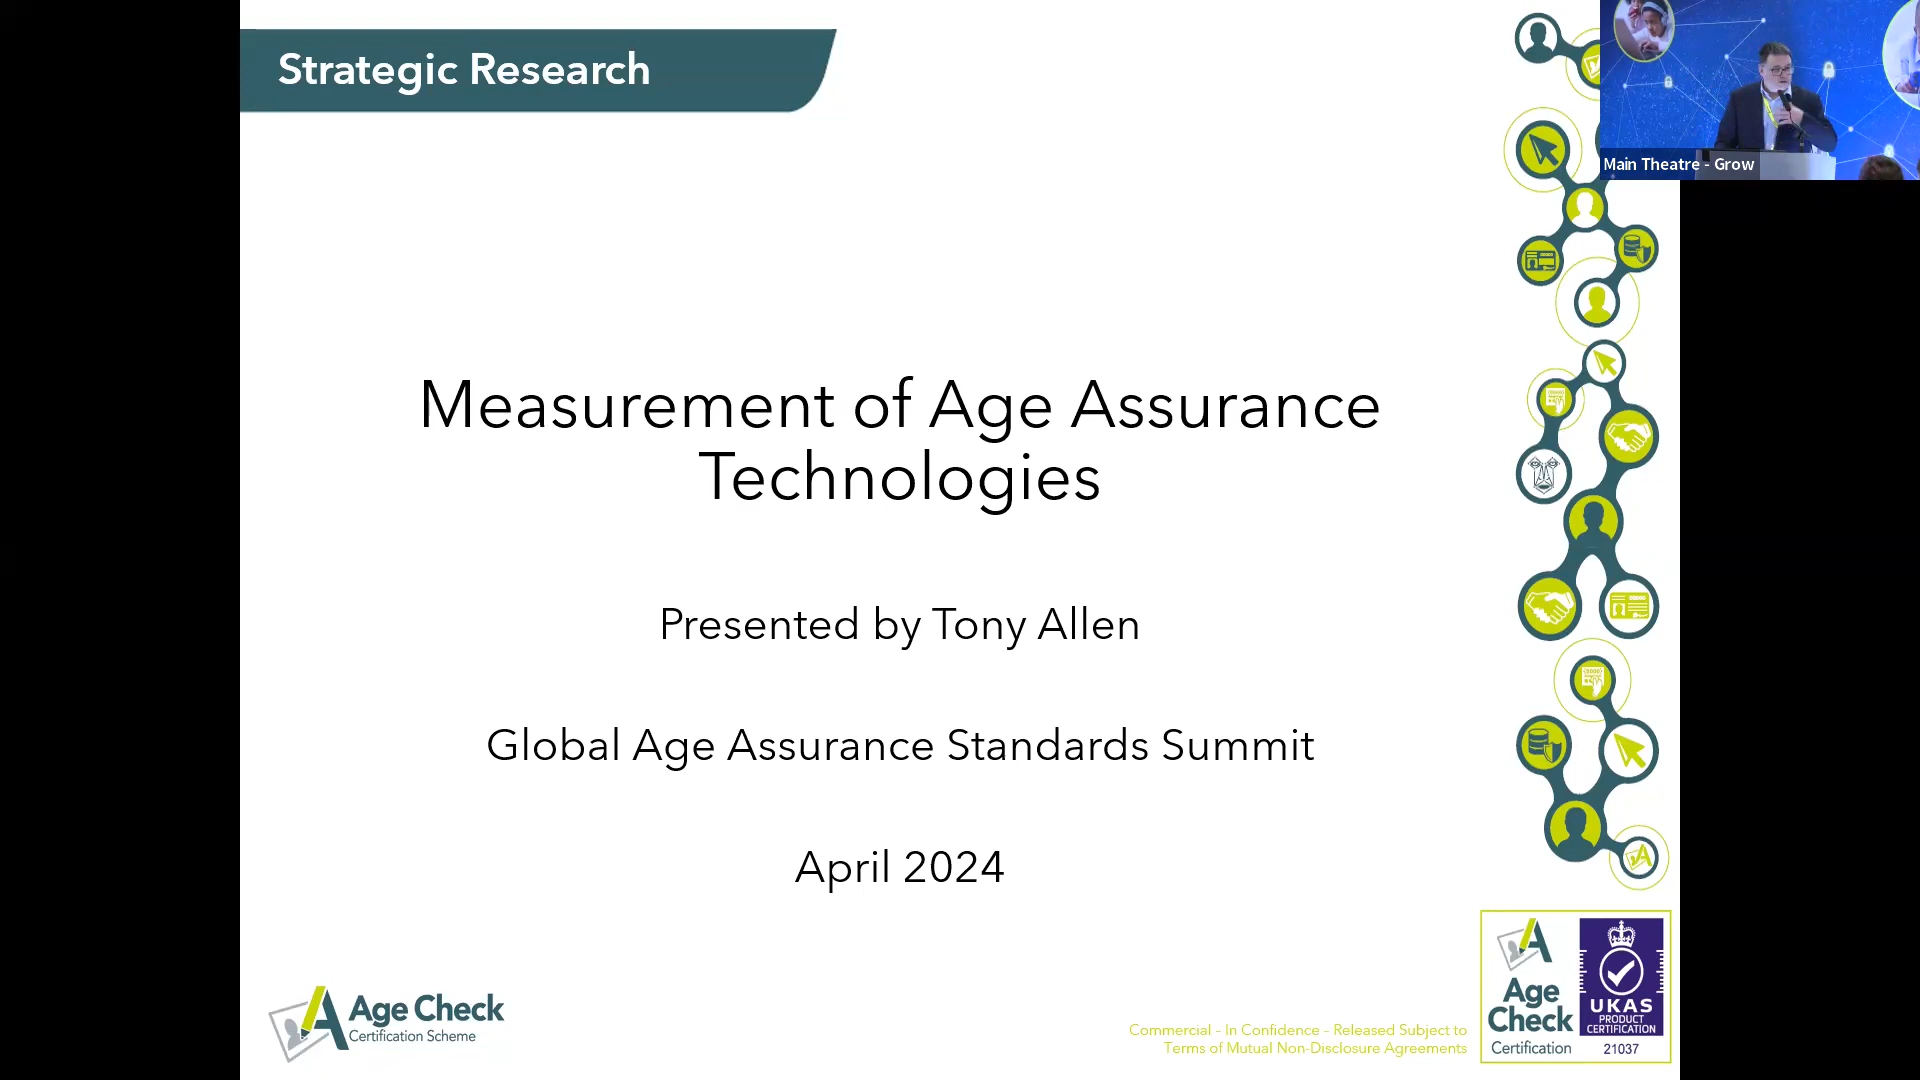 Strategic Research
Main Theatre - Grow
Measurement of Age Assurance
Technologies
Presented by Tony Allen
Global Age Assurance Standards Summit
April 2024
Age Check
Certification Scheme
Commercial - In Confidence - Released Subject to
Terms of Mutual Non-Disclosure Agreements
Age
Check
Certification
UKAS
PRODUCT
CERTIFICATION
21037